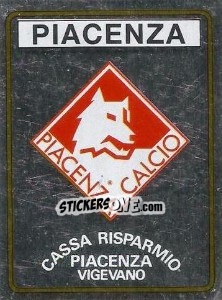 PIACENZA
PIACENZA CALCIO
STICKERSONE.com
CASSA RISPARMIO
PIACENZA
VIGEVANO